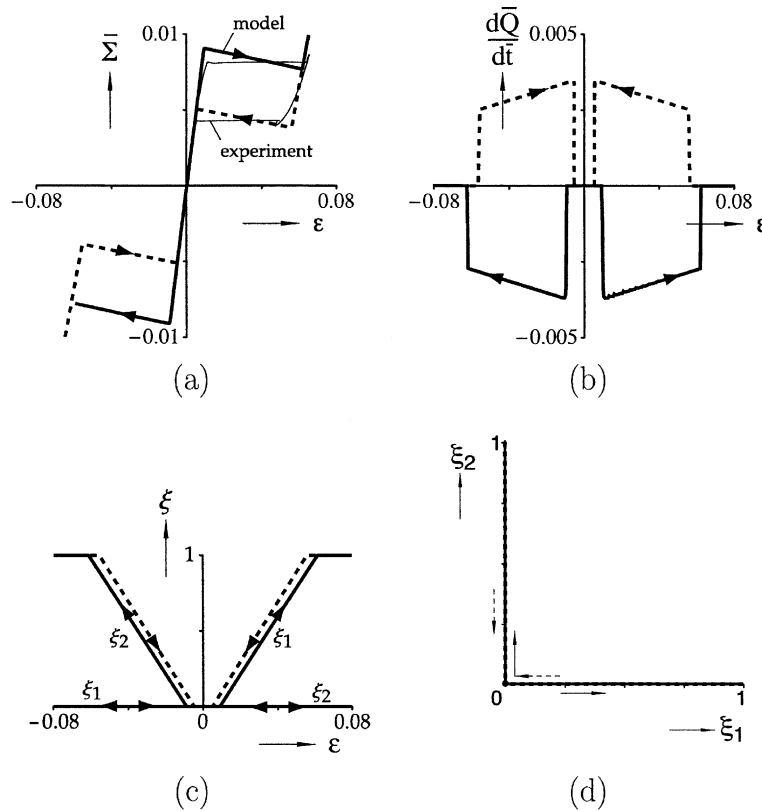 0.01
Σ̄
model
experiment
-0.08
0.08
ε
-0.01
(a)
dQ̄
dt̄
0.005
-0.08
0.08
ε
-0.005
(b)
ξ
1
ξ2
ξ1
ξ1
ξ2
-0.08
0
0.08
ε
(c)
1
ξ2
0
1
ξ1
(d)